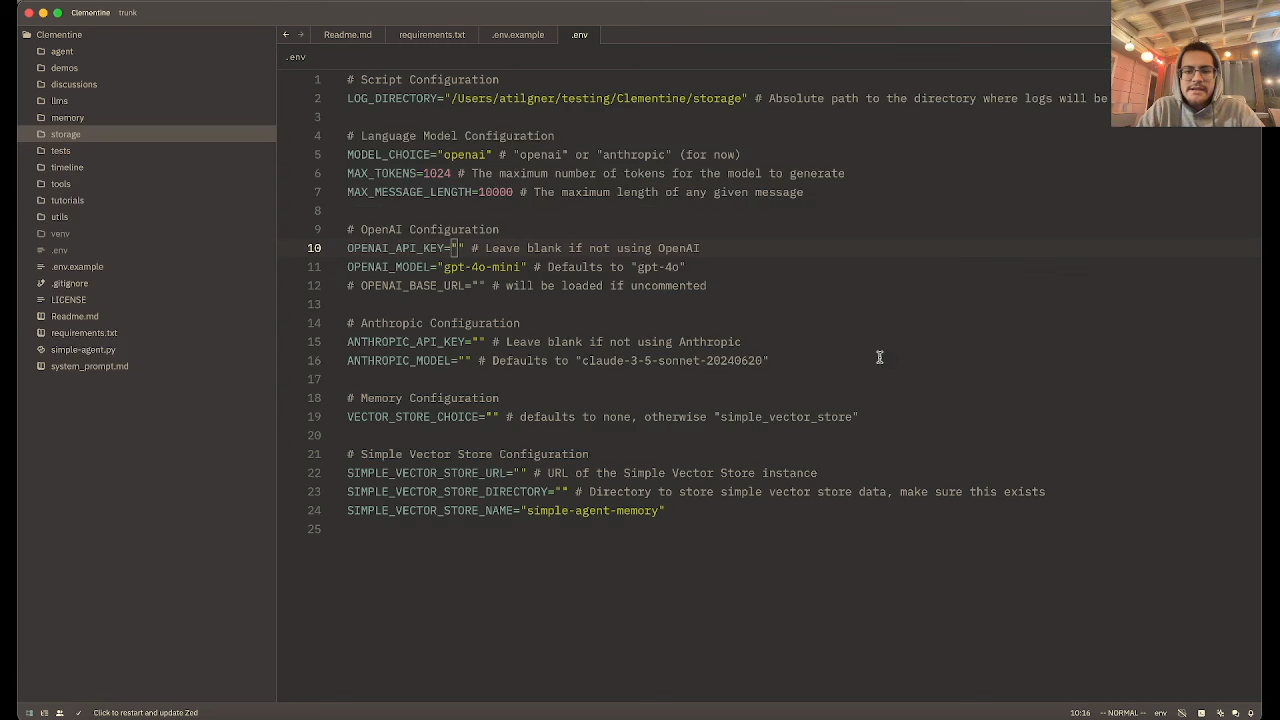 Clementine trunk
Clementine
agent
demos
discussions
llms
memory
storage
tests
timeline
tools
tutorials
utils
venv
.env
.env.example
.gitignore
LICENSE
Readme.md
requirements.txt
simple-agent.py
system_prompt.md
Readme.md requirements.txt .env.example .env
.env
1 # Script Configuration
2 LOG_DIRECTORY="/Users/atilgner/testing/Clementine/storage" # Absolute path to the directory where logs will be
3
4 # Language Model Configuration
5 MODEL_CHOICE="openai" # "openai" or "anthropic" (for now)
6 MAX_TOKENS=1024 # The maximum number of tokens for the model to generate
7 MAX_MESSAGE_LENGTH=10000 # The maximum length of any given message
8
9 # OpenAI Configuration
10 OPENAI_API_KEY="" # Leave blank if not using OpenAI
11 OPENAI_MODEL="gpt-4o-mini" # Defaults to "gpt-4o"
12 # OPENAI_BASE_URL="" # will be loaded if uncommented
13
14 # Anthropic Configuration
15 ANTHROPIC_API_KEY="" # Leave blank if not using Anthropic
16 ANTHROPIC_MODEL="" # Defaults to "claude-3-5-sonnet-20240620"
17
18 # Memory Configuration
19 VECTOR_STORE_CHOICE="" # defaults to none, otherwise "simple_vector_store"
20
21 # Simple Vector Store Configuration
22 SIMPLE_VECTOR_STORE_URL="" # URL of the Simple Vector Store instance
23 SIMPLE_VECTOR_STORE_DIRECTORY="" # Directory to store simple vector store data, make sure this exists
24 SIMPLE_VECTOR_STORE_NAME="simple-agent-memory"
25
Click to restart and update Zed
10:16 -- NORMAL -- env